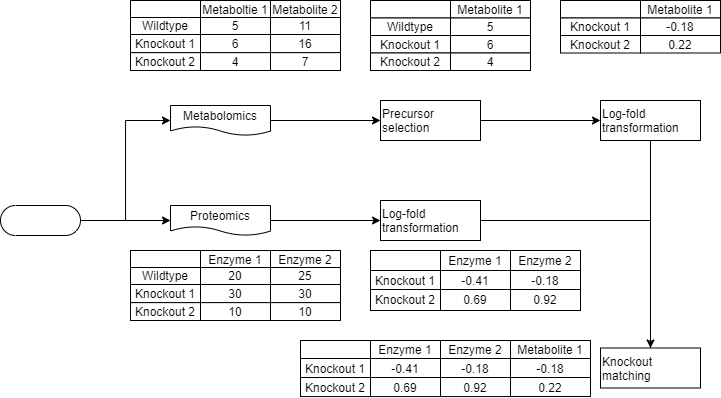 Metaboltie 1 Metabolite 2
Wildtype 5 11
Knockout 1 6 16
Knockout 2 4 7
Metabolite 1
Wildtype 5
Knockout 1 6
Knockout 2 4
Metabolite 1
Knockout 1 -0.18
Knockout 2 0.22
Metabolomics
Precursor
selection
Log-fold
transformation
Proteomics
Log-fold
transformation
Enzyme 1 Enzyme 2
Wildtype 20 25
Knockout 1 30 30
Knockout 2 10 10
Enzyme 1 Enzyme 2
Knockout 1 -0.41 -0.18
Knockout 2 0.69 0.92
Enzyme 1 Enzyme 2 Metabolite 1
Knockout 1 -0.41 -0.18 -0.18
Knockout 2 0.69 0.92 0.22
Knockout
matching